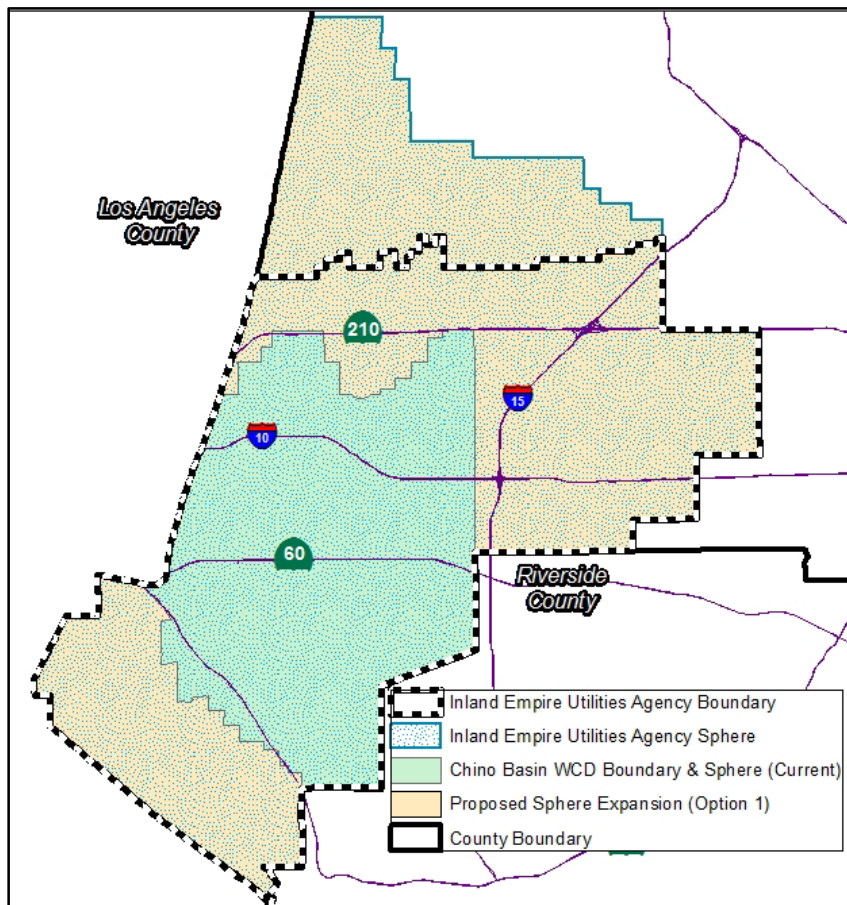 Los Angeles
County
210
15
10
60
Riverside
County
Inland Empire Utilities Agency Boundary
Inland Empire Utilities Agency Sphere
Chino Basin WCD Boundary & Sphere (Current)
Proposed Sphere Expansion (Option 1)
County Boundary